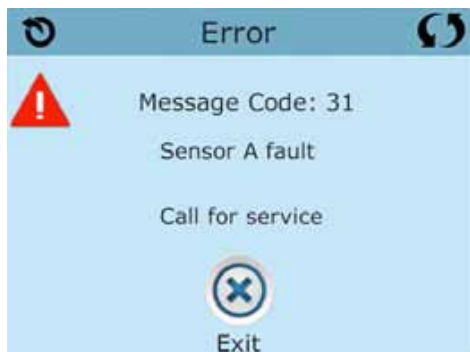 Error
Message Code: 31
Sensor A fault
Call for service
Exit